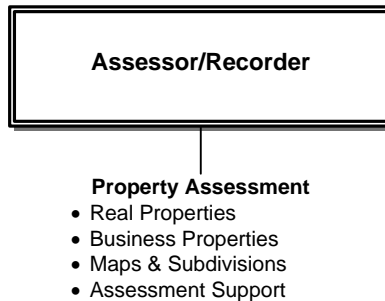 Assessor/Recorder
Property Assessment
• Real Properties
• Business Properties
• Maps & Subdivisions
• Assessment Support